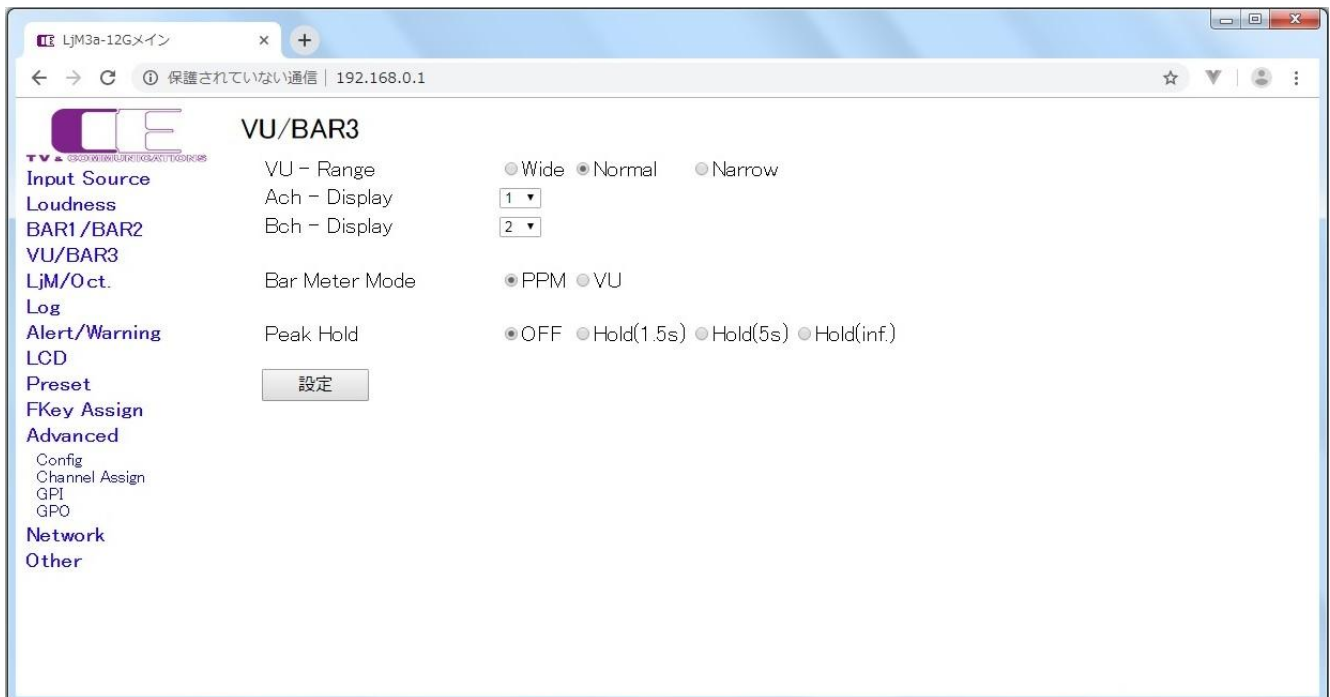 LjM3a-12Gメイン
保護されていない通信 | 192.168.0.1
TV & COMMUNICATIONS
Input Source
Loudness
BAR1/BAR2
VU/BAR3
LjM/Oct.
Log
Alert/Warning
LCD
Preset
FKey Assign
Advanced
Config
Channel Assign
GPI
GPO
Network
Other
VU/BAR3
VU - Range Wide Normal Narrow
Ach - Display 1
Bch - Display 2
Bar Meter Mode PPM VU
Peak Hold OFF Hold(1.5s) Hold(5s) Hold(inf.)
設定